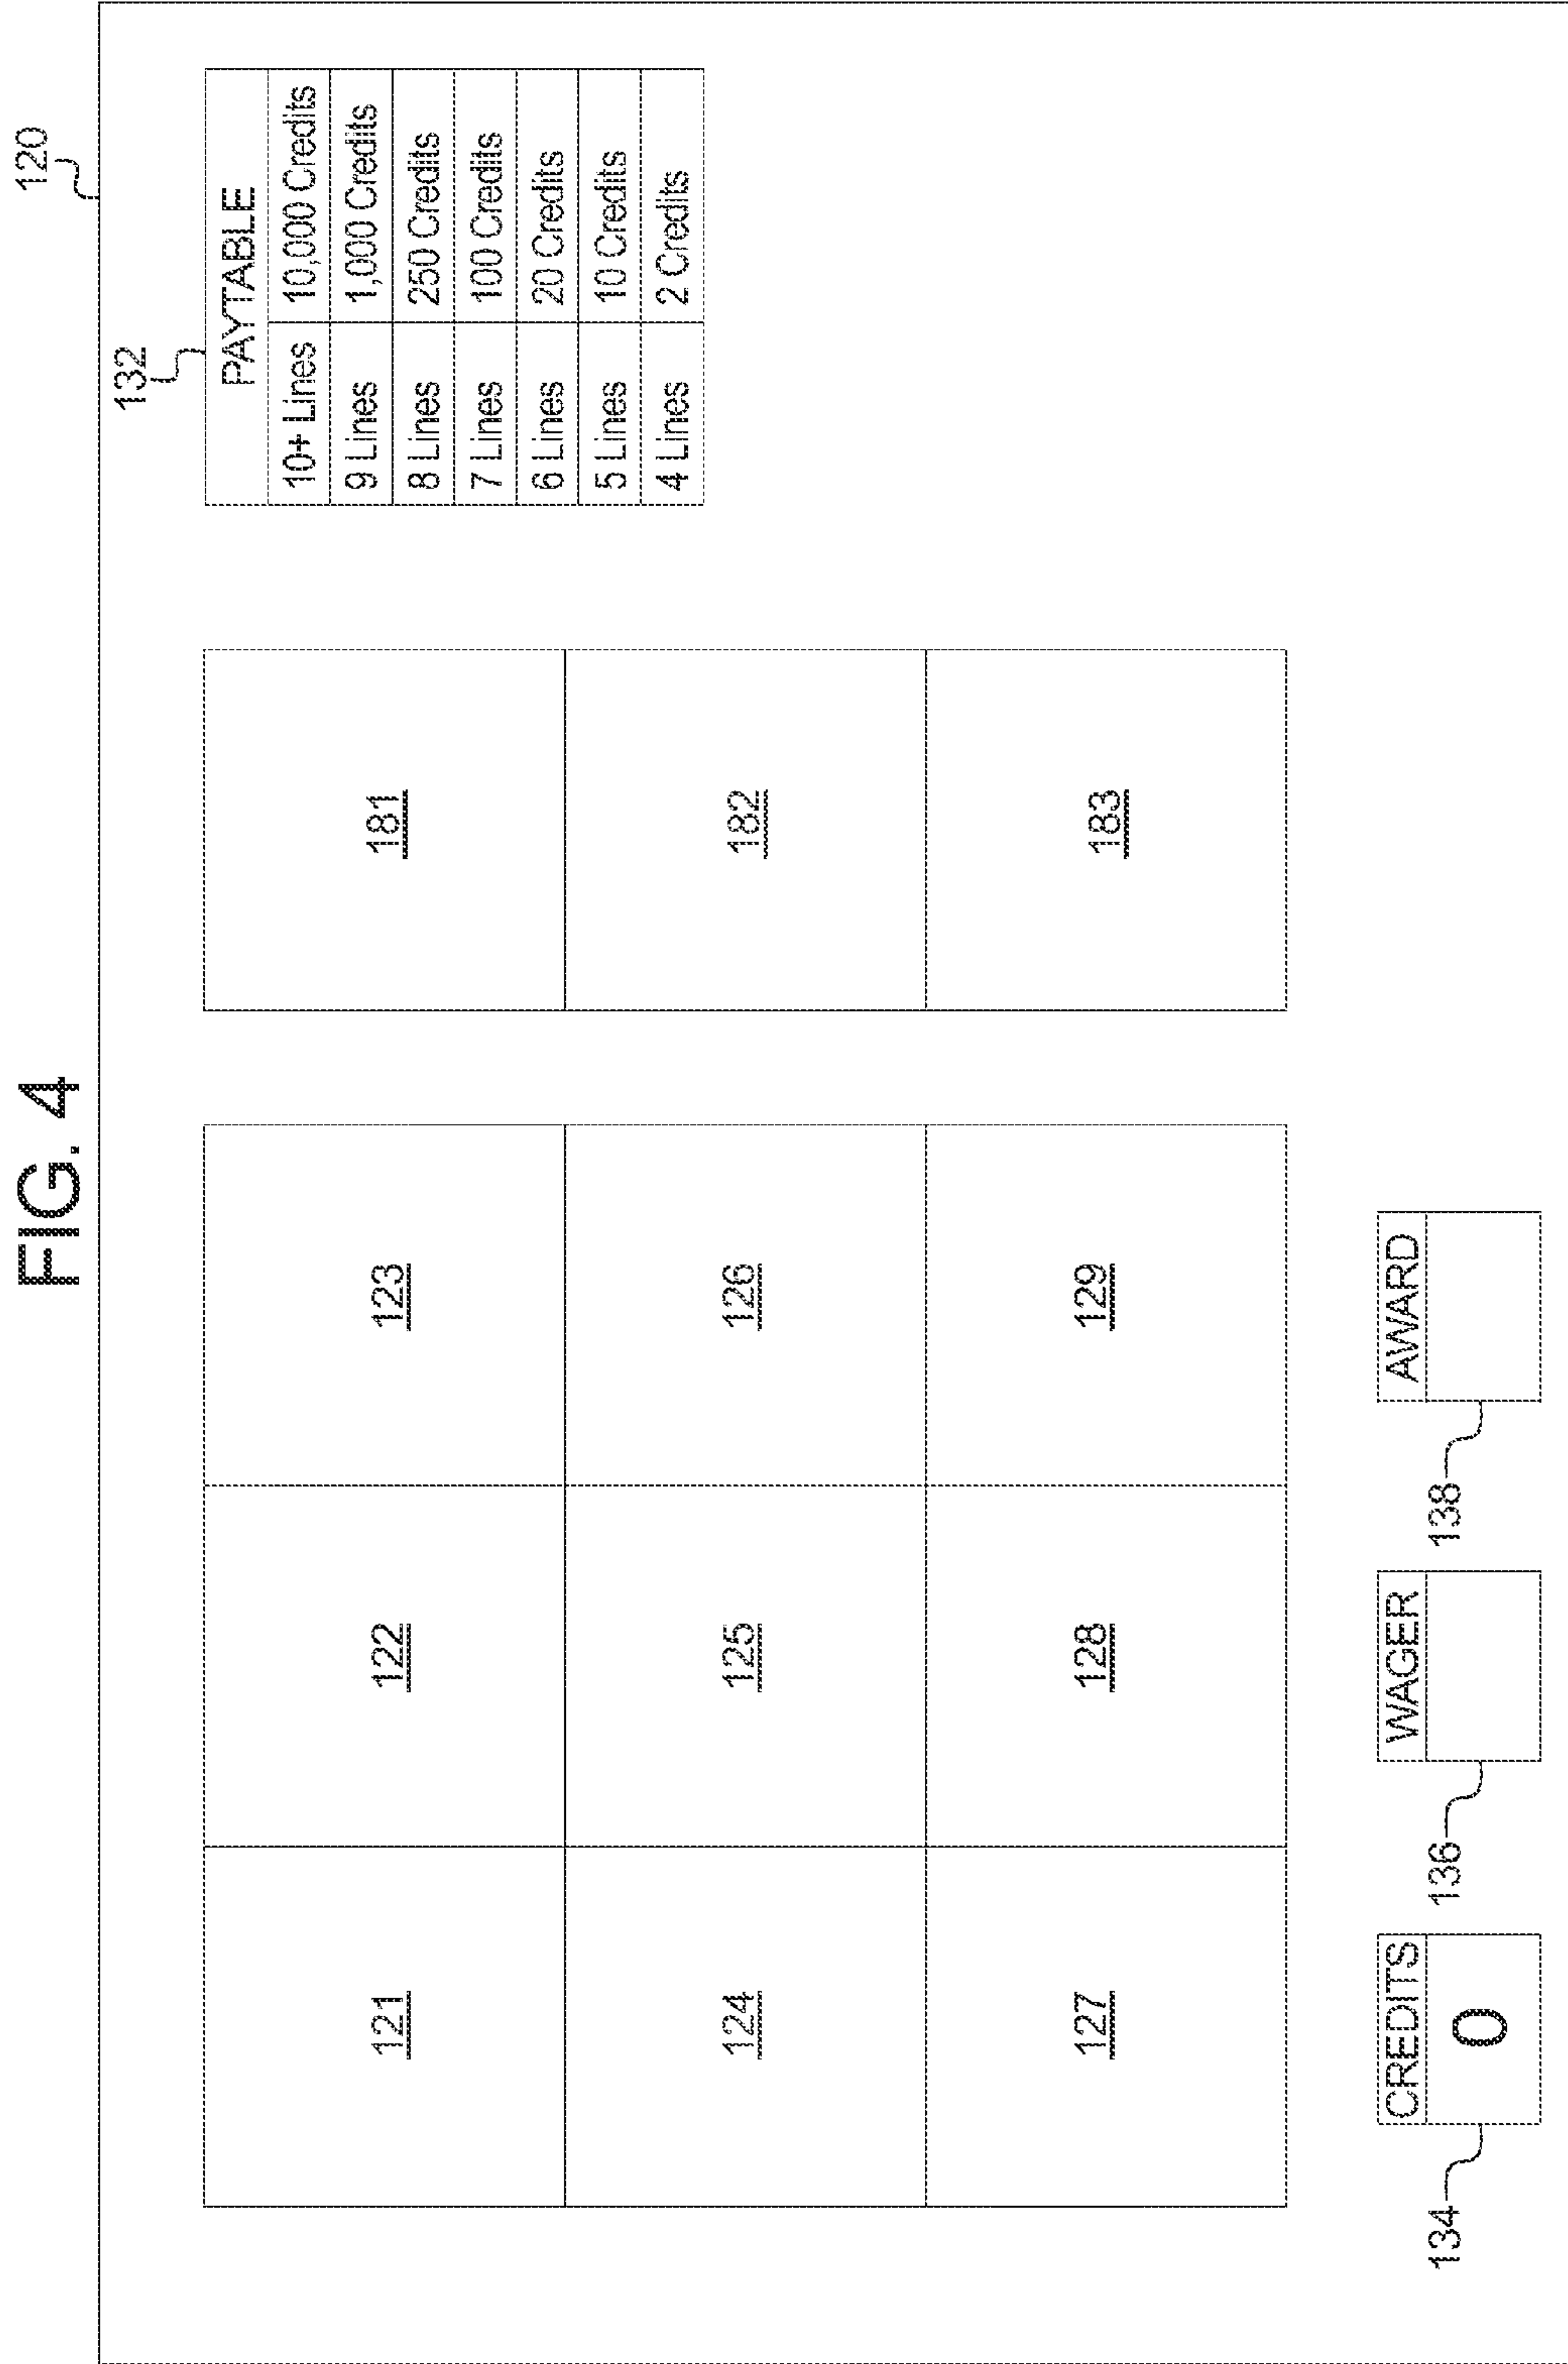 FIG. 4
120
132
PAYTABLE
10+ Lines 10,000 Credits
9 Lines 1,000 Credits
8 Lines 250 Credits
7 Lines 100 Credits
6 Lines 20 Credits
5 Lines 10 Credits
4 Lines 2 Credits
121 122 123 181
124 125 126 182
127 128 129 183
CREDITS WAGER AWARD
134 0 136 138